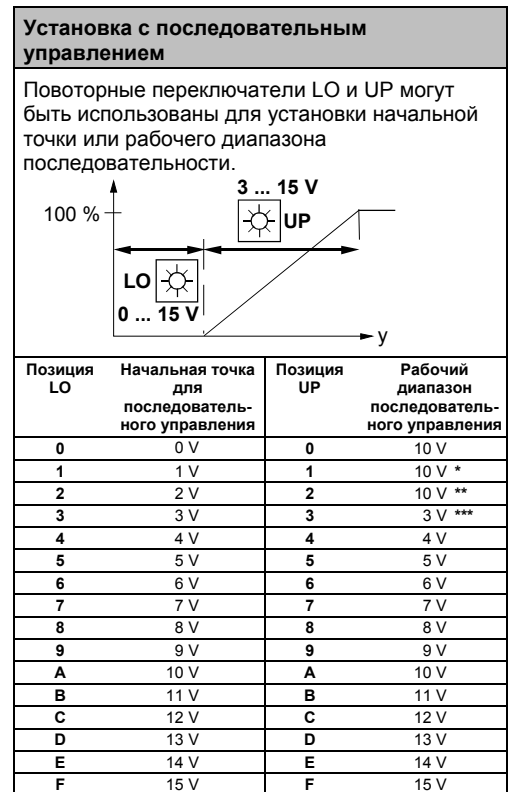 Установка с последовательным
управлением
Повоторные переключатели LO и UP могут
быть использованы для установки начальной
точки или рабочего диапазона
последовательности.
3 ... 15 V
100 %
UP
LO
0 ... 15 V
y
Позиция LO Начальная точка для последователь-ного управления Позиция UP Рабочий диапазон последователь-ного управления
0 0 V 0 10 V
1 1 V 1 10 V *
2 2 V 2 10 V **
3 3 V 3 3 V ***
4 4 V 4 4 V
5 5 V 5 5 V
6 6 V 6 6 V
7 7 V 7 7 V
8 8 V 8 8 V
9 9 V 9 9 V
A 10 V A 10 V
B 11 V B 11 V
C 12 V C 12 V
D 13 V D 13 V
E 14 V E 14 V
F 15 V F 15 V